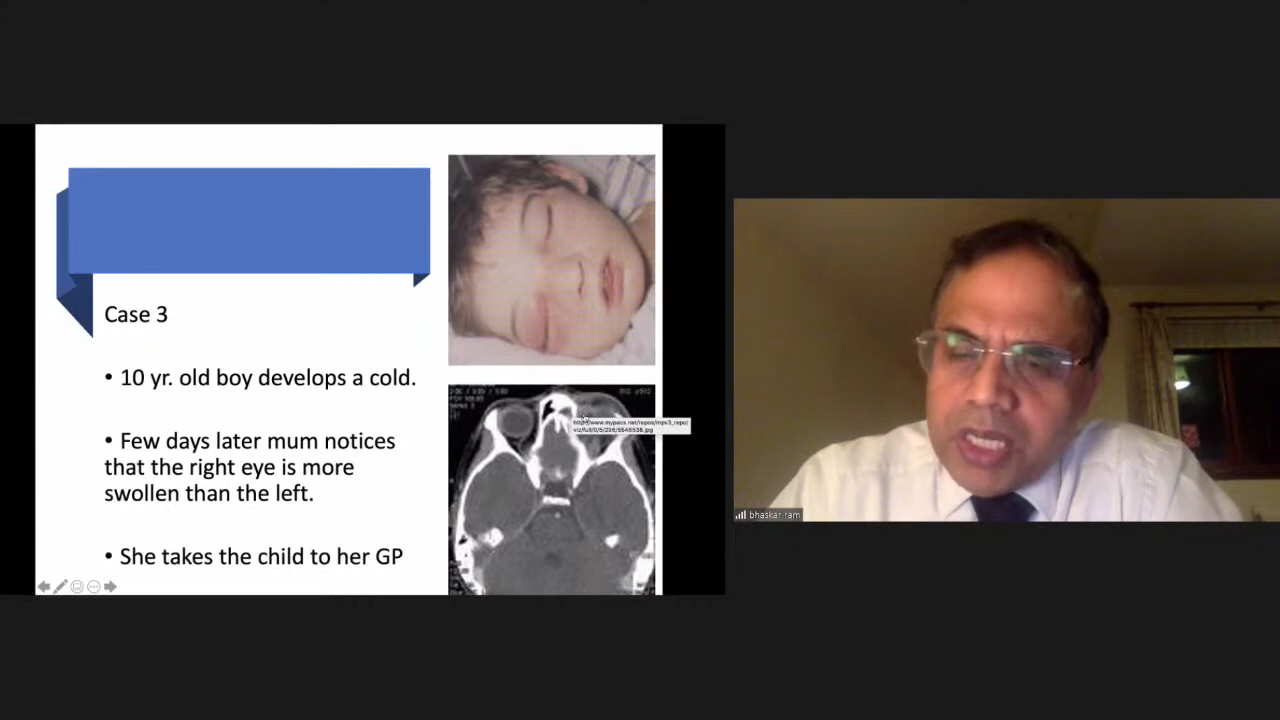 Case 3
• 10 yr. old boy develops a cold.
• Few days later mum notices
that the right eye is more
swollen than the left.
• She takes the child to her GP
bhaskar ram